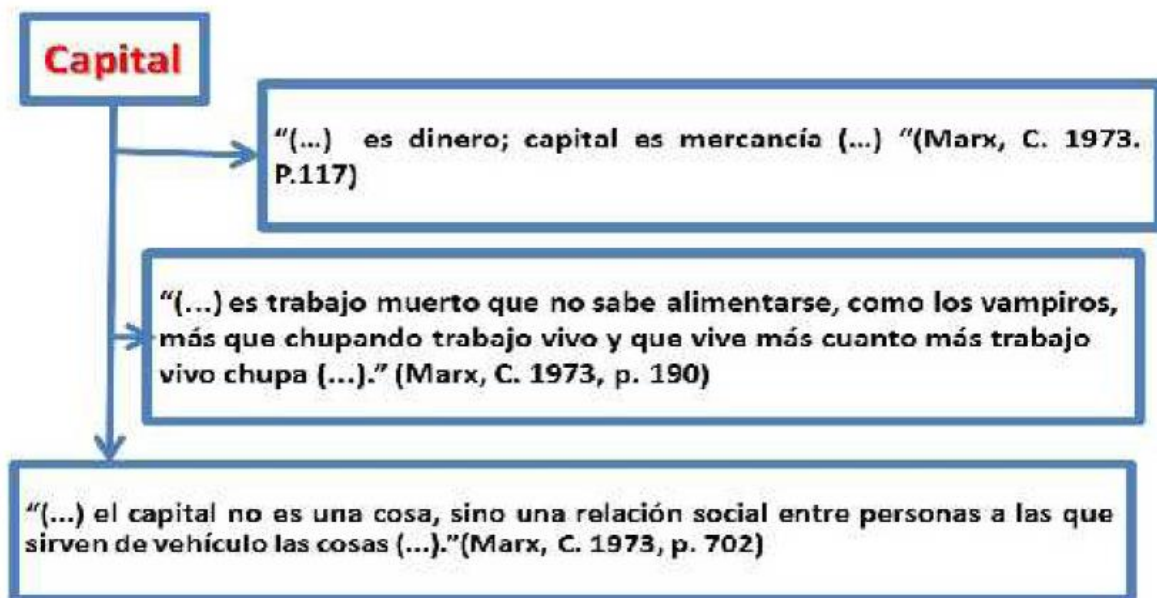 Capital
“(...) es dinero; capital es mercancía (...) “(Marx, C. 1973.
P.117)
“(...) es trabajo muerto que no sabe alimentarse, como los vampiros,
más que chupando trabajo vivo y que vive más cuanto más trabajo
vivo chupa (...).” (Marx, C. 1973, p. 190)
“(...) el capital no es una cosa, sino una relación social entre personas a las que
sirven de vehículo las cosas (...).”(Marx, C. 1973, p. 702)